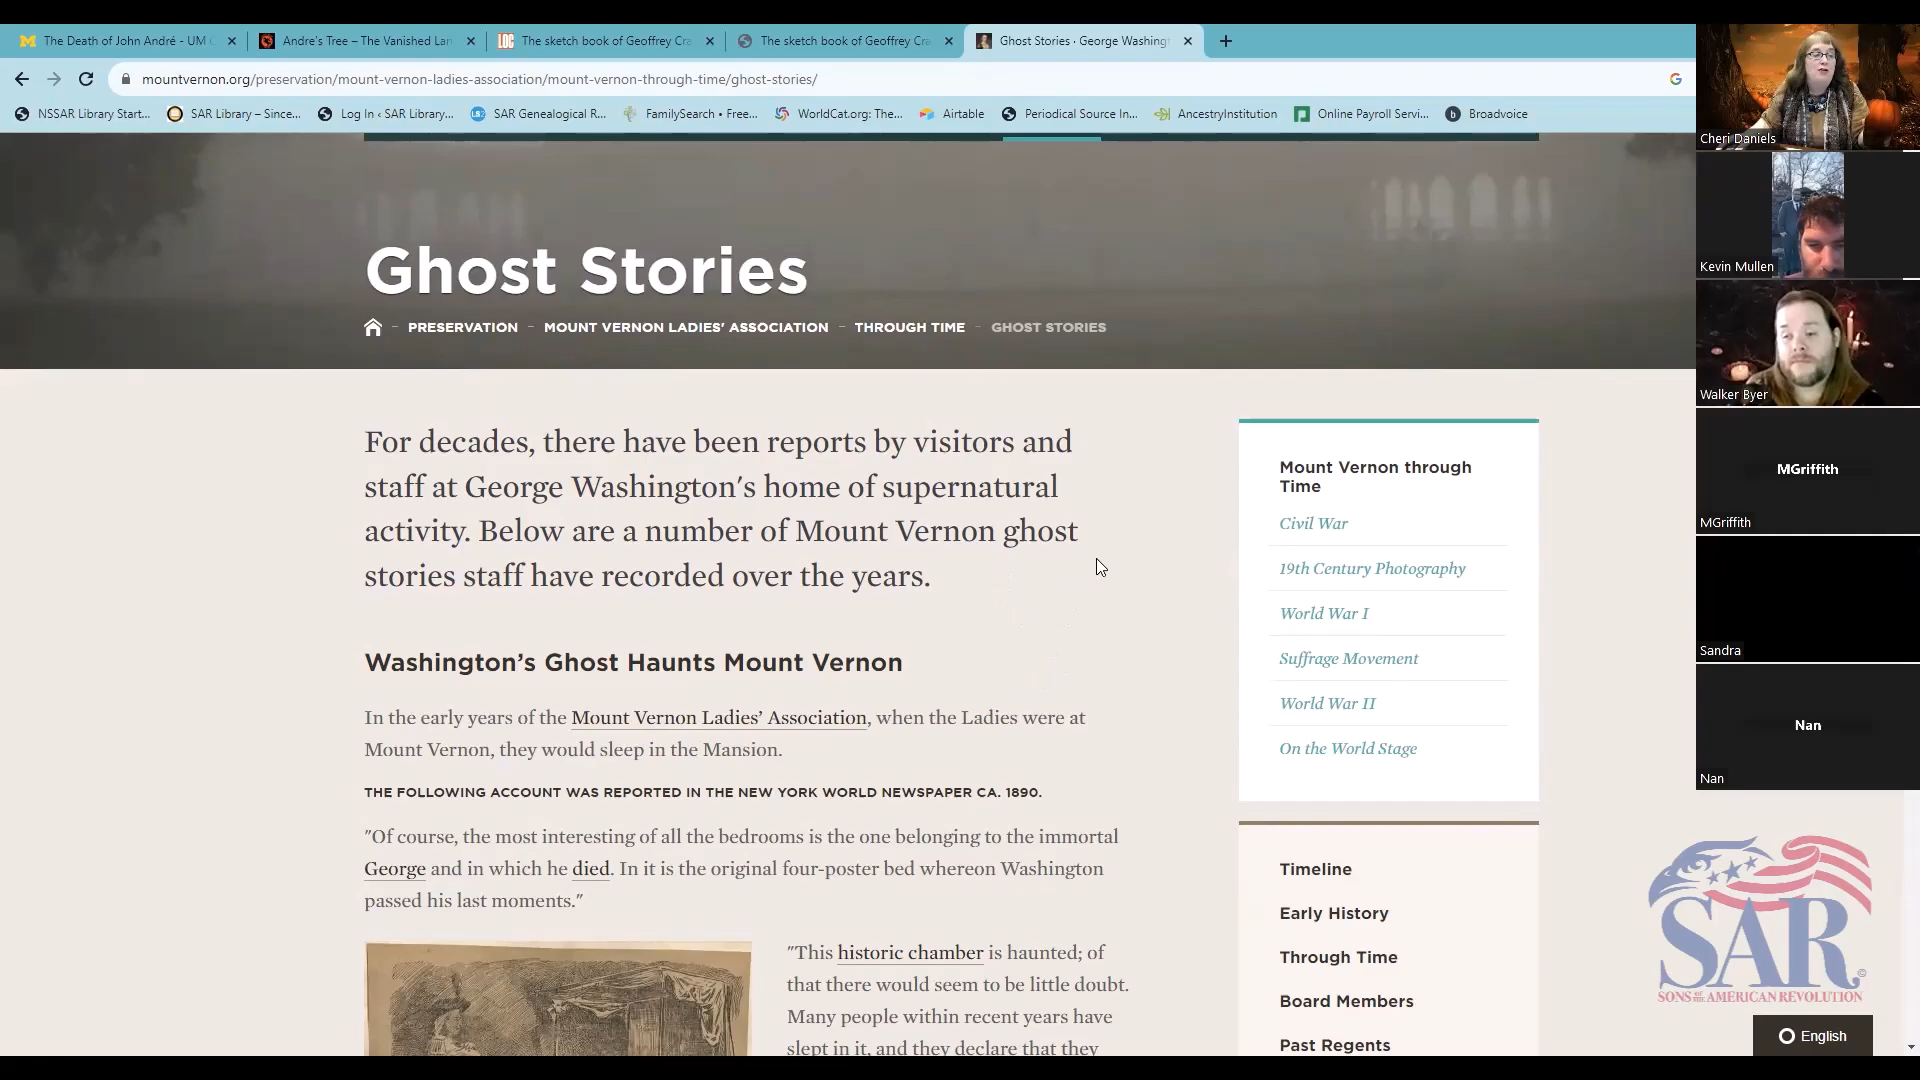 The Death of John André - UM
Andre's Tree – The Vanished Lan
LOC
The sketch book of Geoffrey Cra
The sketch book of Geoffrey Cra
Ghost Stories · George Washingt
mountvernon.org/preservation/mount-vernon-ladies-association/mount-vernon-through-time/ghost-stories/
NSSAR Library Start...
SAR Library – Since...
Log In ‹ SAR Library...
SAR Genealogical R...
FamilySearch • Free...
WorldCat.org: The...
Airtable
Periodical Source In...
AncestryInstitution
Online Payroll Servi...
Broadvoice
Ghost Stories
– PRESERVATION – MOUNT VERNON LADIES' ASSOCIATION – THROUGH TIME – GHOST STORIES
For decades, there have been reports by visitors and
staff at George Washington's home of supernatural
activity. Below are a number of Mount Vernon ghost
stories staff have recorded over the years.
Washington's Ghost Haunts Mount Vernon
In the early years of the Mount Vernon Ladies' Association, when the Ladies were at
Mount Vernon, they would sleep in the Mansion.
THE FOLLOWING ACCOUNT WAS REPORTED IN THE NEW YORK WORLD NEWSPAPER CA. 1890.
"Of course, the most interesting of all the bedrooms is the one belonging to the immortal
George and in which he died. In it is the original four-poster bed whereon Washington
passed his last moments."
"This historic chamber is haunted; of
that there would seem to be little doubt.
Many people within recent years have
slept in it, and they declare that they
Mount Vernon through
Time
Civil War
19th Century Photography
World War I
Suffrage Movement
World War II
On the World Stage
Timeline
Early History
Through Time
Board Members
Past Regents
Cheri Daniels
Kevin Mullen
Walker Byer
MGriffith
MGriffith
Sandra
Nan
Nan
SAR
SONS OF THE AMERICAN REVOLUTION
English